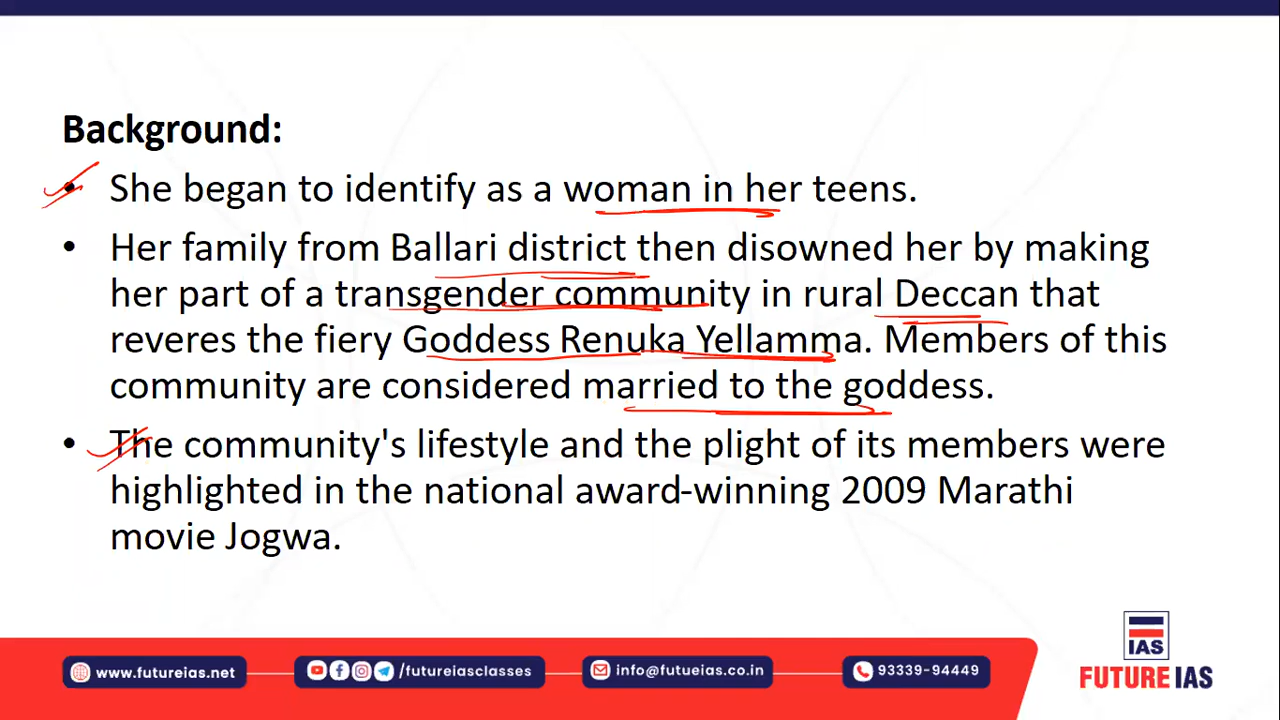 Background:
• She began to identify as a woman in her teens.
• Her family from Ballari district then disowned her by making
her part of a transgender community in rural Deccan that
reveres the fiery Goddess Renuka Yellamma. Members of this
community are considered married to the goddess.
• The community's lifestyle and the plight of its members were
highlighted in the national award-winning 2009 Marathi
movie Jogwa.
www.futureias.net
/futureiasclasses
info@futueias.co.in
93339-94449
IAS
FUTURE IAS